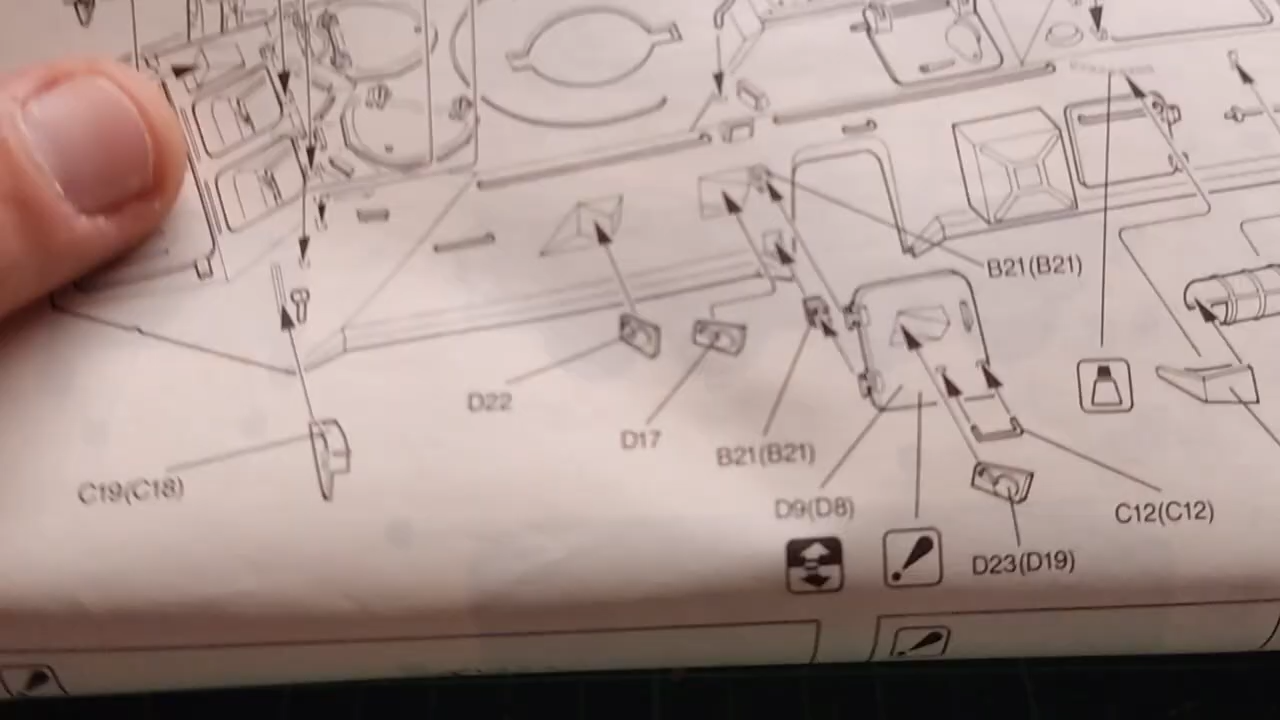 B21(B21)
D22
D17
B21(B21)
C19(C18)
D9(D8)
C12(C12)
D23(D19)